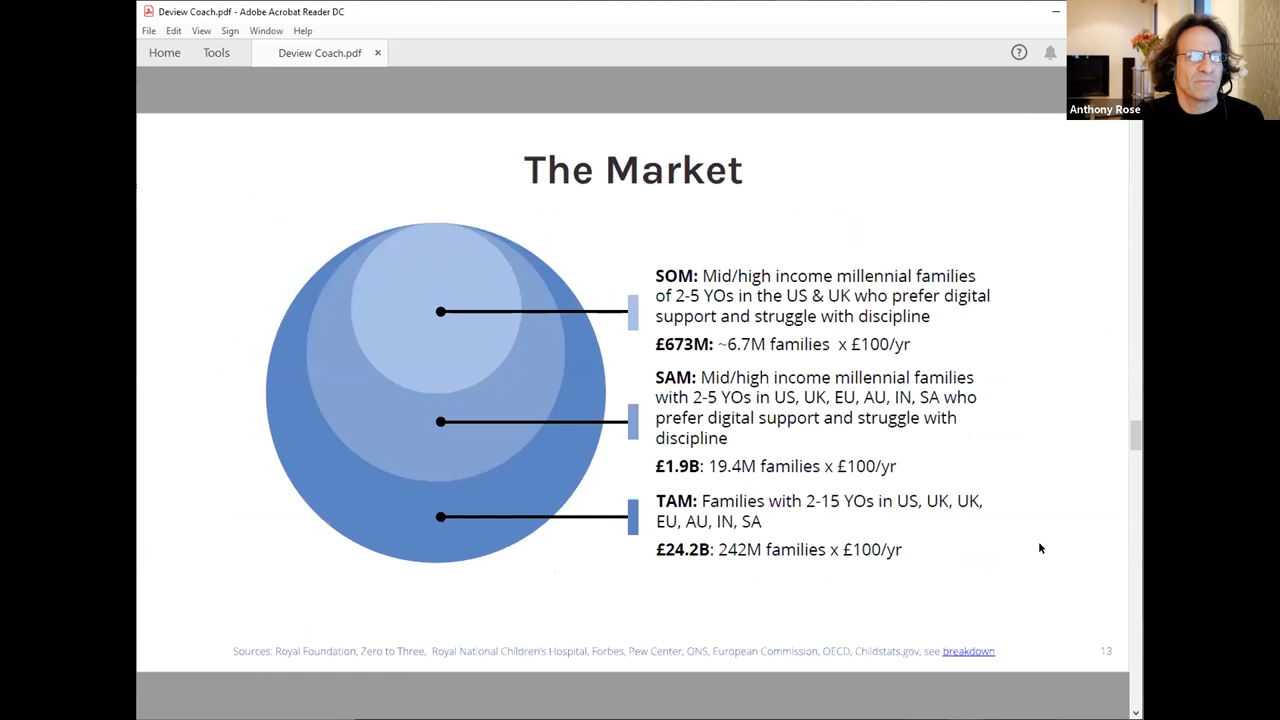 Deview Coach.pdf - Adobe Acrobat Reader DC
File Edit View Sign Window Help
Home Tools Deview Coach.pdf ×
?
Anthony Rose
The Market
SOM: Mid/high income millennial families
of 2-5 YOs in the US & UK who prefer digital
support and struggle with discipline
£673M: ~6.7M families x £100/yr
SAM: Mid/high income millennial families
with 2-5 YOs in US, UK, EU, AU, IN, SA who
prefer digital support and struggle with
discipline
£1.9B: 19.4M families x £100/yr
TAM: Families with 2-15 YOs in US, UK, UK,
EU, AU, IN, SA
£24.2B: 242M families x £100/yr
Sources: Royal Foundation, Zero to Three, Royal National Children's Hospital, Forbes, Pew Center, ONS, European Commission, OECD, Childstats.gov, see breakdown
13